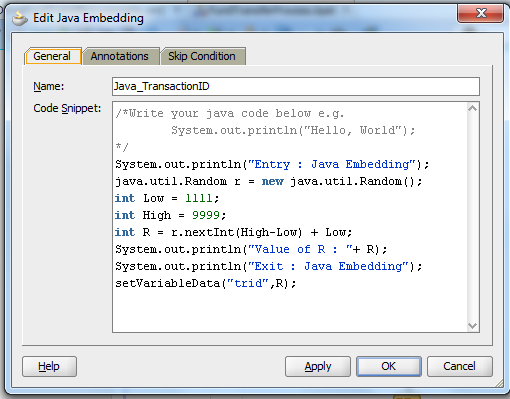 Edit Java Embedding
General Annotations Skip Condition
Name: Java_TransactionID
Code Snippet:
/*Write your java code below e.g.
System.out.println("Hello, World");
*/
System.out.println("Entry : Java Embedding");
java.util.Random r = new java.util.Random();
int Low = 1111;
int High = 9999;
int R = r.nextInt(High-Low) + Low;
System.out.println("Value of R : "+ R);
System.out.println("Exit : Java Embedding");
setVariableData("trid",R);
Help Apply OK Cancel